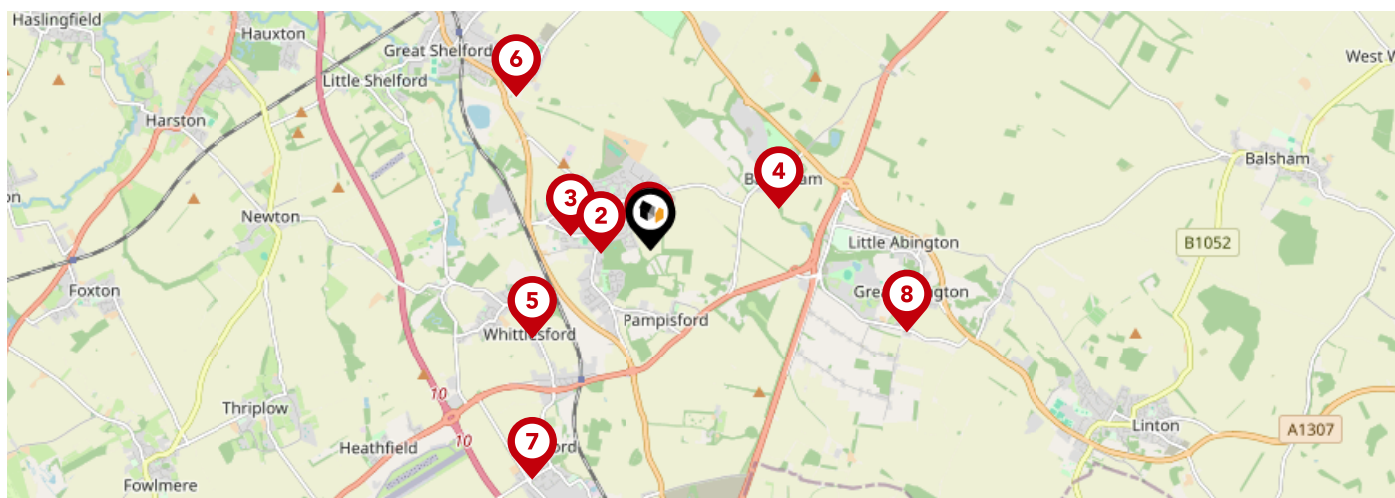 Haslingfield
Hauxton
Great Shelford
6
West W
Little Shelford
Harston
Balsham
4
3
2
Newton
Little Abington
B1052
Foxton
5
8
Pampisford
Whittlesford
10
Thriplow
A1307
Linton
7
Heathfield
10
ord
Fowlmere